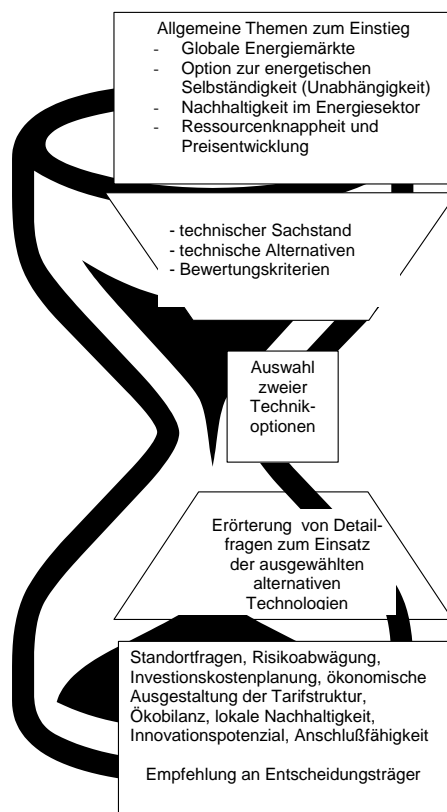 Allgemeine Themen zum Einstieg
- Globale Energiemärkte
- Option zur energetischen
Selbständigkeit (Unabhängigkeit)
- Nachhaltigkeit im Energiesektor
- Ressourcenknappheit und
Preisentwicklung
- technischer Sachstand
- technische Alternativen
- Bewertungskriterien
Auswahl
zweier
Technik-
optionen
Erörterung von Detail-
fragen zum Einsatz
der ausgewählten
alternativen
Technologien
Standortfragen, Risikoabwägung,
Investitionskostenplanung, ökonomische
Ausgestaltung der Tarifstruktur,
Ökobilanz, lokale Nachhaltigkeit,
Innovationspotenzial, Anschlußfähigkeit
Empfehlung an Entscheidungsträger